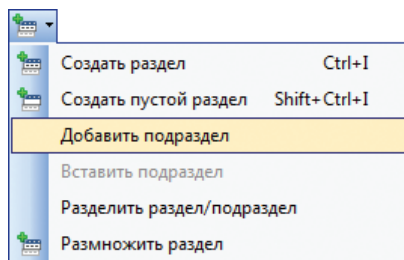 Создать раздел Ctrl+I
Создать пустой раздел Shift+Ctrl+I
Добавить подраздел
Вставить подраздел
Разделить раздел/подраздел
Размножить раздел